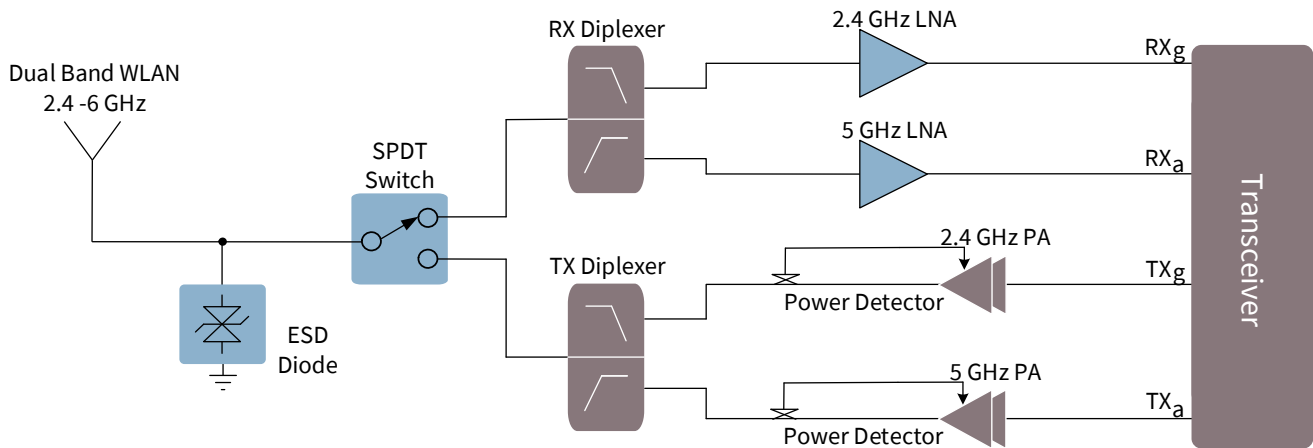 RX Diplexer
2.4 GHz LNA
RXg
Dual Band WLAN
2.4 -6 GHz
5 GHz LNA
RXa
SPDT
Switch
Transceiver
TX Diplexer
2.4 GHz PA
TXg
Power Detector
ESD
Diode
5 GHz PA
TXa
Power Detector